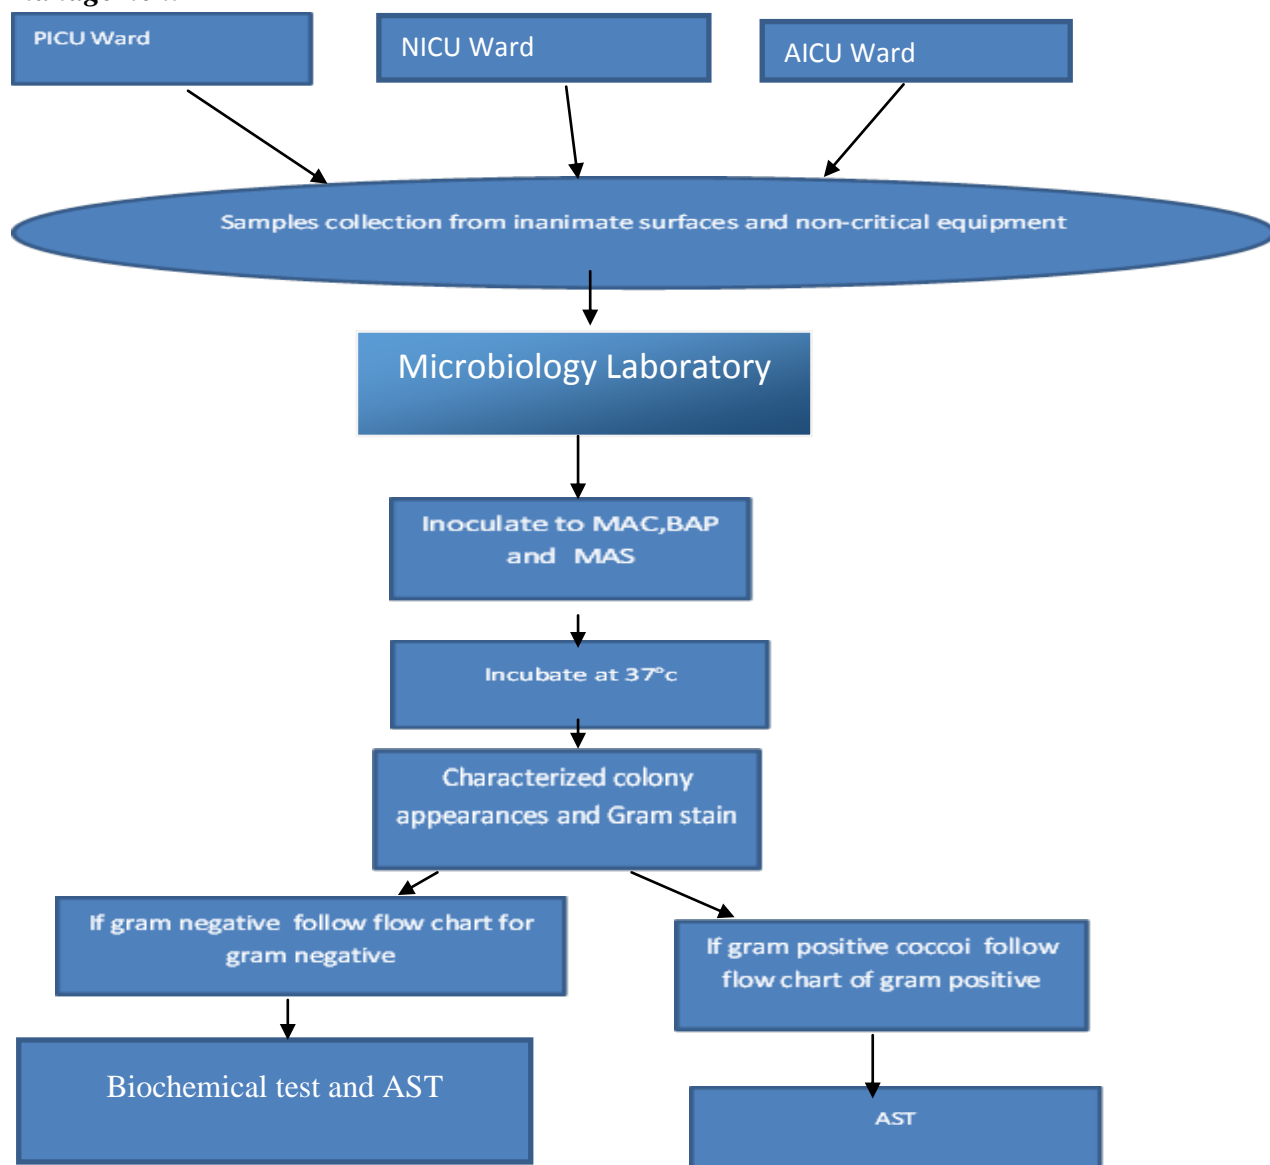 PICU Ward
NICU Ward
AICU Ward
Samples collection from inanimate surfaces and non-critical equipment
Microbiology Laboratory
Inoculate to MAC,BAP
and MAS
Incubate at 37°c
Characterized colony
appearances and Gram stain
If gram negative follow flow chart for
gram negative
If gram positive coccoi follow
flow chart of gram positive
Biochemical test and AST
AST